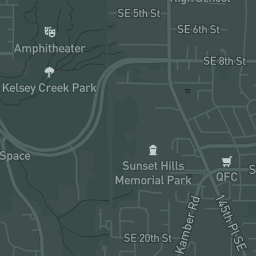 High School
SE 5th St
SE 6th St
Amphitheater
SE 8th St
Kelsey Creek Park
Space
Sunset Hills
Memorial Park
QFC
145th Pl SE
Kamber Rd
SE 20th St